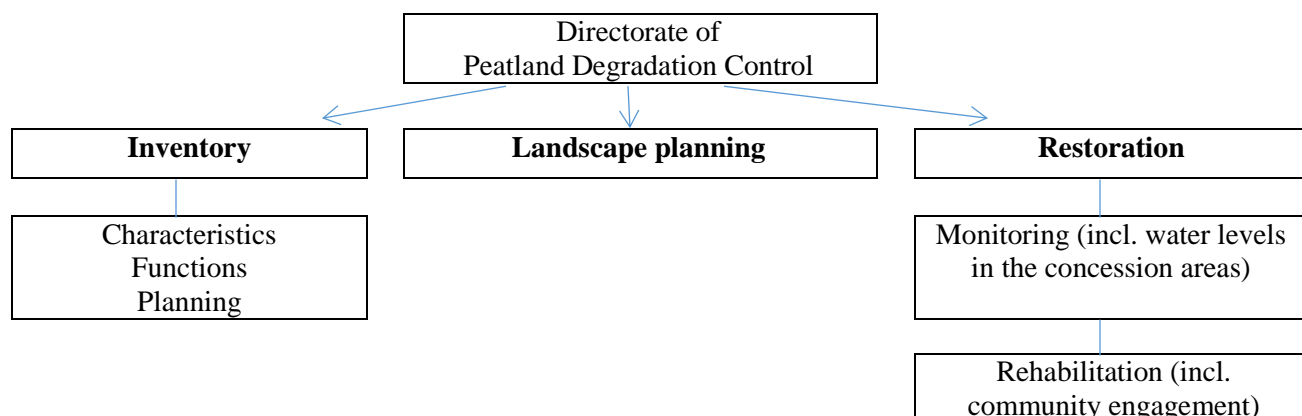 Directorate of
Peatland Degradation Control
Inventory
Landscape planning
Restoration
Characteristics
Functions
Planning
Monitoring (incl. water levels
in the concession areas)
Rehabilitation (incl.
community engagement)